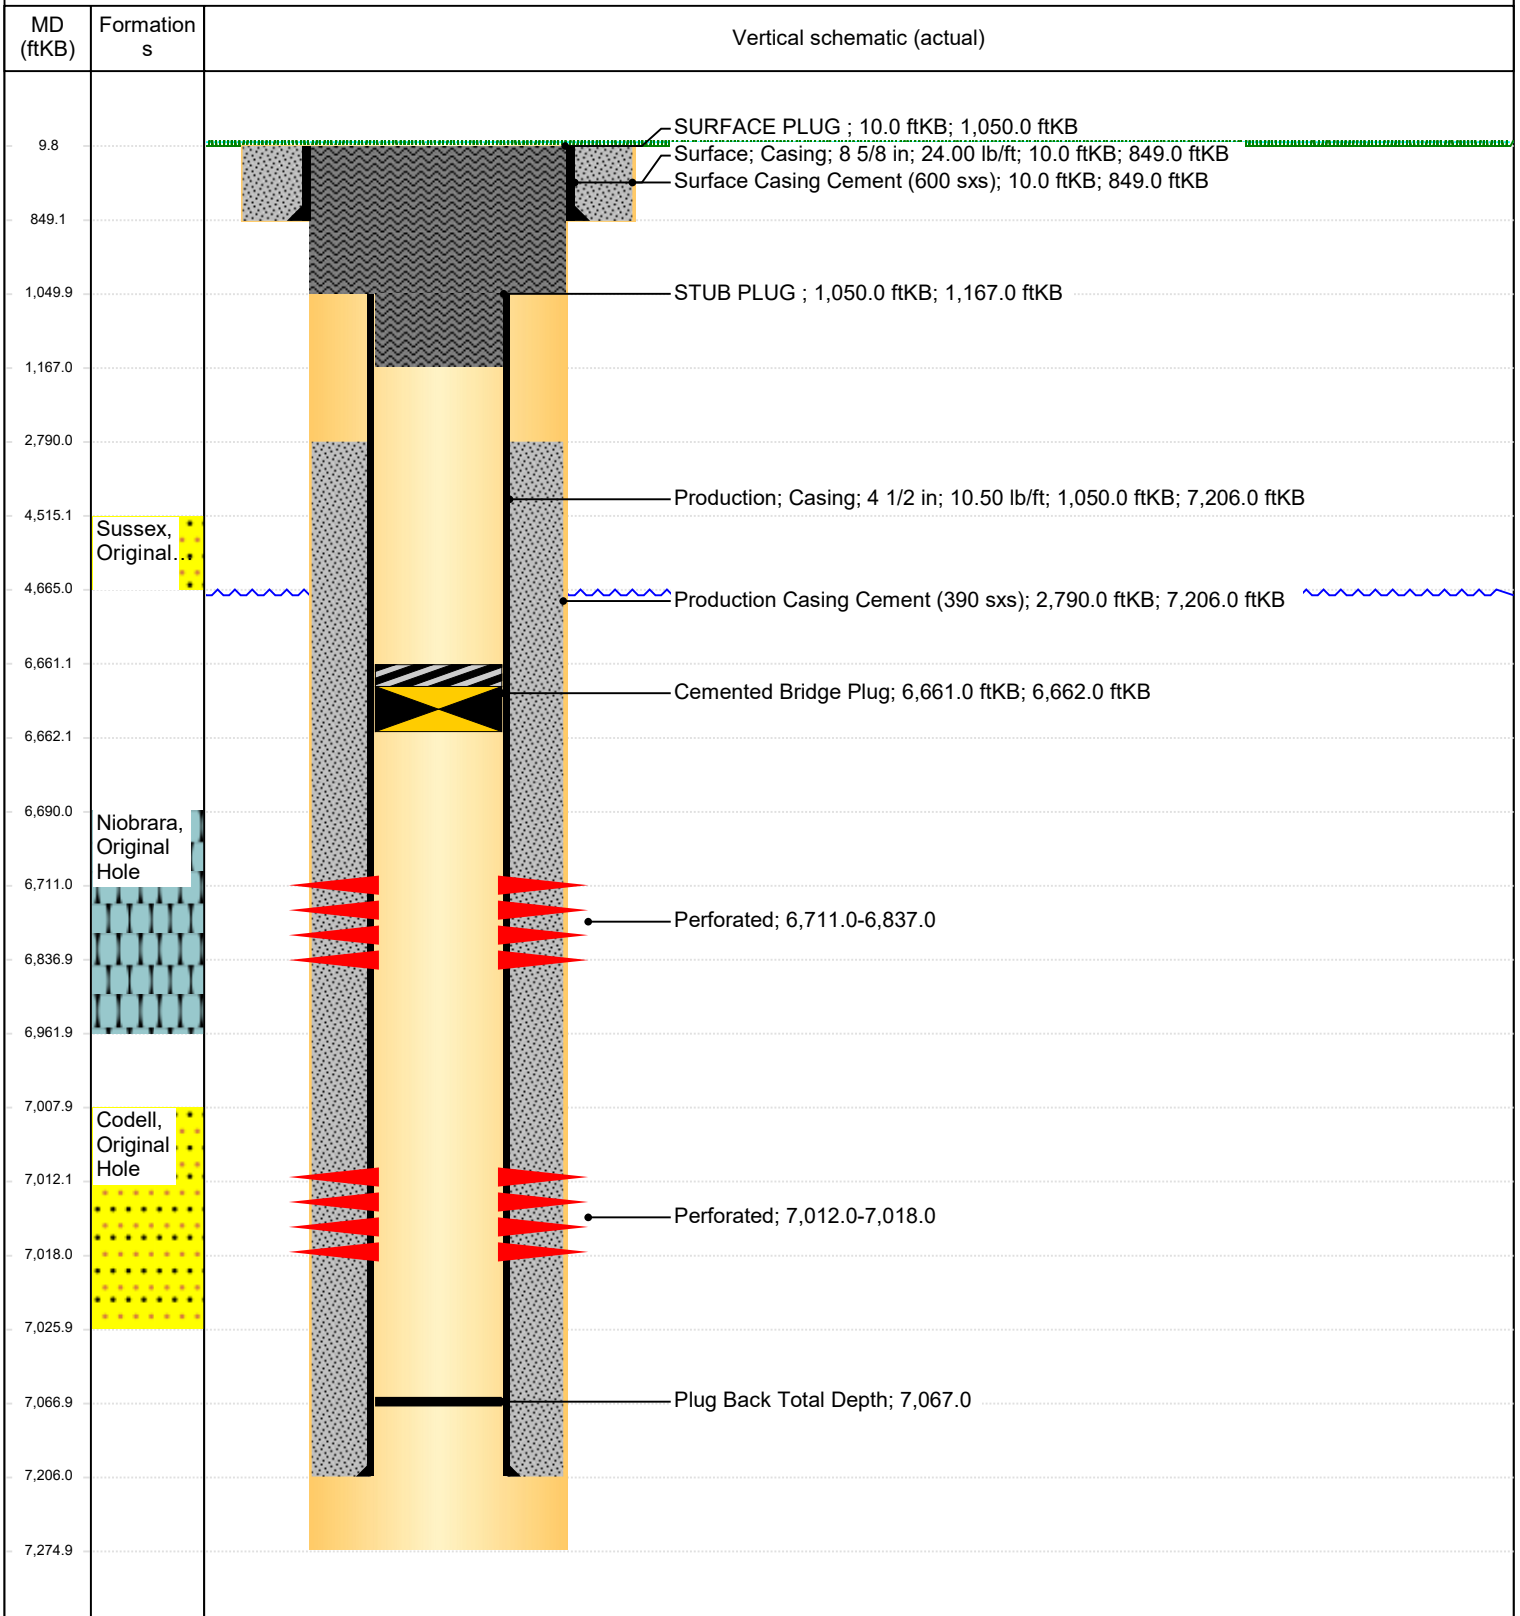 MD
(ftKB)
Formation
s
Vertical schematic (actual)
9.8
849.1
1,049.9
1,167.0
2,790.0
4,515.1
4,665.0
6,661.1
6,662.1
6,690.0
6,711.0
6,836.9
6,961.9
7,007.9
7,012.1
7,018.0
7,025.9
7,066.9
7,206.0
7,274.9
Sussex,
Original...
Niobrara,
Original
Hole
Codell,
Original
Hole
SURFACE PLUG ; 10.0 ftKB; 1,050.0 ftKB
Surface; Casing; 8 5/8 in; 24.00 lb/ft; 10.0 ftKB; 849.0 ftKB
Surface Casing Cement (600 sxs); 10.0 ftKB; 849.0 ftKB
STUB PLUG ; 1,050.0 ftKB; 1,167.0 ftKB
Production; Casing; 4 1/2 in; 10.50 lb/ft; 1,050.0 ftKB; 7,206.0 ftKB
Production Casing Cement (390 sxs); 2,790.0 ftKB; 7,206.0 ftKB
Cemented Bridge Plug; 6,661.0 ftKB; 6,662.0 ftKB
Perforated; 6,711.0-6,837.0
Perforated; 7,012.0-7,018.0
Plug Back Total Depth; 7,067.0